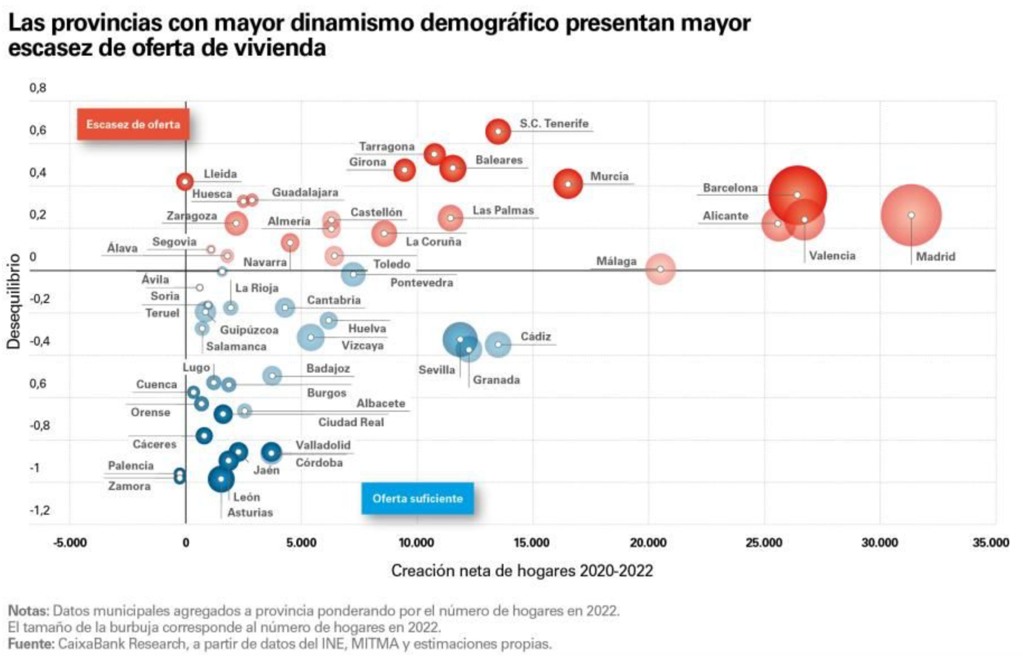 Las provincias con mayor dinamismo demográfico presentan mayor
escasez de oferta de vivienda
0,8
Escasez de oferta
0,6
S.C. Tenerife
Tarragona
Girona
Baleares
0,4
Lleida
Murcia
Barcelona
Huesca
Guadalajara
0,2
Zaragoza
Almería
Castellón
Las Palmas
Alicante
La Coruña
Álava
Segovia
Navarra
Toledo
Málaga
Valencia
Madrid
0
Pontevedra
Ávila
La Rioja
Soria
Cantabria
-0,2
Teruel
Guipúzcoa
Huelva
Salamanca
Vizcaya
Cádiz
-0,4
Sevilla
Granada
Lugo
Badajoz
0,6
Cuenca
Burgos
Albacete
Orense
Ciudad Real
-0,8
Cáceres
Valladolid
Córdoba
Jaén
-1
Palencia
Zamora
León
Asturias
Oferta suficiente
-1,2
Desequilibrio
-5.000 0 5.000 10.000 15.000 20.000 25.000 30.000 35.000
Creación neta de hogares 2020-2022
Notas: Datos municipales agregados a provincia ponderando por el número de hogares en 2022.
El tamaño de la burbuja corresponde al número de hogares en 2022.
Fuente: CaixaBank Research, a partir de datos del INE, MITMA y estimaciones propias.